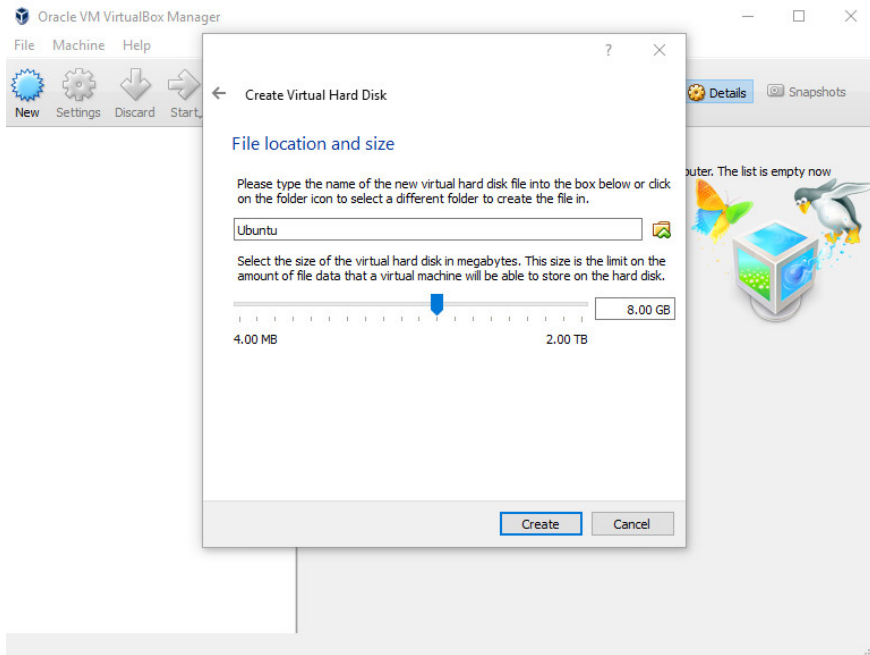 Oracle VM VirtualBox Manager
File Machine Help
? 
New Settings Discard Start
Create Virtual Hard Disk
Details Snapshots
File location and size
Please type the name of the new virtual hard disk file into the box below or click
on the folder icon to select a different folder to create the file in.
Ubuntu
Select the size of the virtual hard disk in megabytes. This size is the limit on the
amount of file data that a virtual machine will be able to store on the hard disk.
8.00 GB
4.00 MB 2.00 TB
Create Cancel
puter. The list is empty now